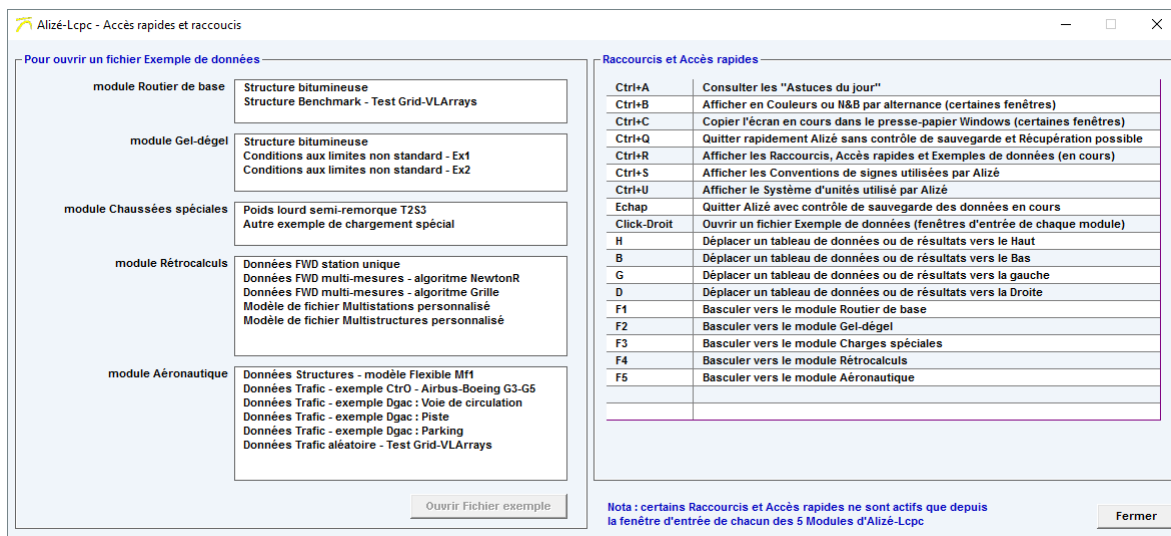 Alizé-Lcpc - Accès rapides et raccoucis
Pour ouvrir un fichier Exemple de données
module Routier de base
Structure bitumineuse
Structure Benchmark - Test Grid-VLArrays
module Gel-dégel
Structure bitumineuse
Conditions aux limites non standard - Ex1
Conditions aux limites non standard - Ex2
module Chaussées spéciales
Poids lourd semi-remorque T2S3
Autre exemple de chargement spécial
module Rétrocalculs
Données FWD station unique
Données FWD multi-mesures - algoritme NewtonR
Données FWD multi-mesures - algoritme Grille
Modèle de fichier Multistations personnalisé
Modèle de fichier Multistructures personnalisé
module Aéronautique
Données Structures - modèle Flexible Mf1
Données Trafic - exemple CtrO - Airbus-Boeing G3-G5
Données Trafic - exemple Dgac : Voie de circulation
Données Trafic - exemple Dgac : Piste
Données Trafic - exemple Dgac : Parking
Données Trafic aléatoire - Test Grid-VLArrays
Ouvrir Fichier exemple
Raccourcis et Accès rapides
Ctrl+A Consulter les "Astuces du jour"
Ctrl+B Afficher en Couleurs ou N&B par alternance (certaines fenêtres)
Ctrl+C Copier l'écran en cours dans le presse-papier Windows (certaines fenêtres)
Ctrl+Q Quitter rapidement Alizé sans contrôle de sauvegarde et Récupération possible
Ctrl+R Afficher les Raccourcis, Accès rapides et Exemples de données (en cours)
Ctrl+S Afficher les Conventions de signes utilisées par Alizé
Ctrl+U Afficher le Système d'unités utilisé par Alizé
Echap Quitter Alizé avec contrôle de sauvegarde des données en cours
Click-Droit Ouvrir un fichier Exemple de données (fenêtres d'entrée de chaque module)
H Déplacer un tableau de données ou de résultats vers le Haut
B Déplacer un tableau de données ou de résultats vers le Bas
G Déplacer un tableau de données ou de résultats vers la gauche
D Déplacer un tableau de données ou de résultats vers la Droite
F1 Basculer vers le module Routier de base
F2 Basculer vers le module Gel-dégel
F3 Basculer vers le module Charges spéciales
F4 Basculer vers le module Rétrocalculs
F5 Basculer vers le module Aéronautique
Nota : certains Raccourcis et Accès rapides ne sont actifs que depuis
la fenêtre d'entrée de chacun des 5 Modules d'Alizé-Lcpc
Fermer